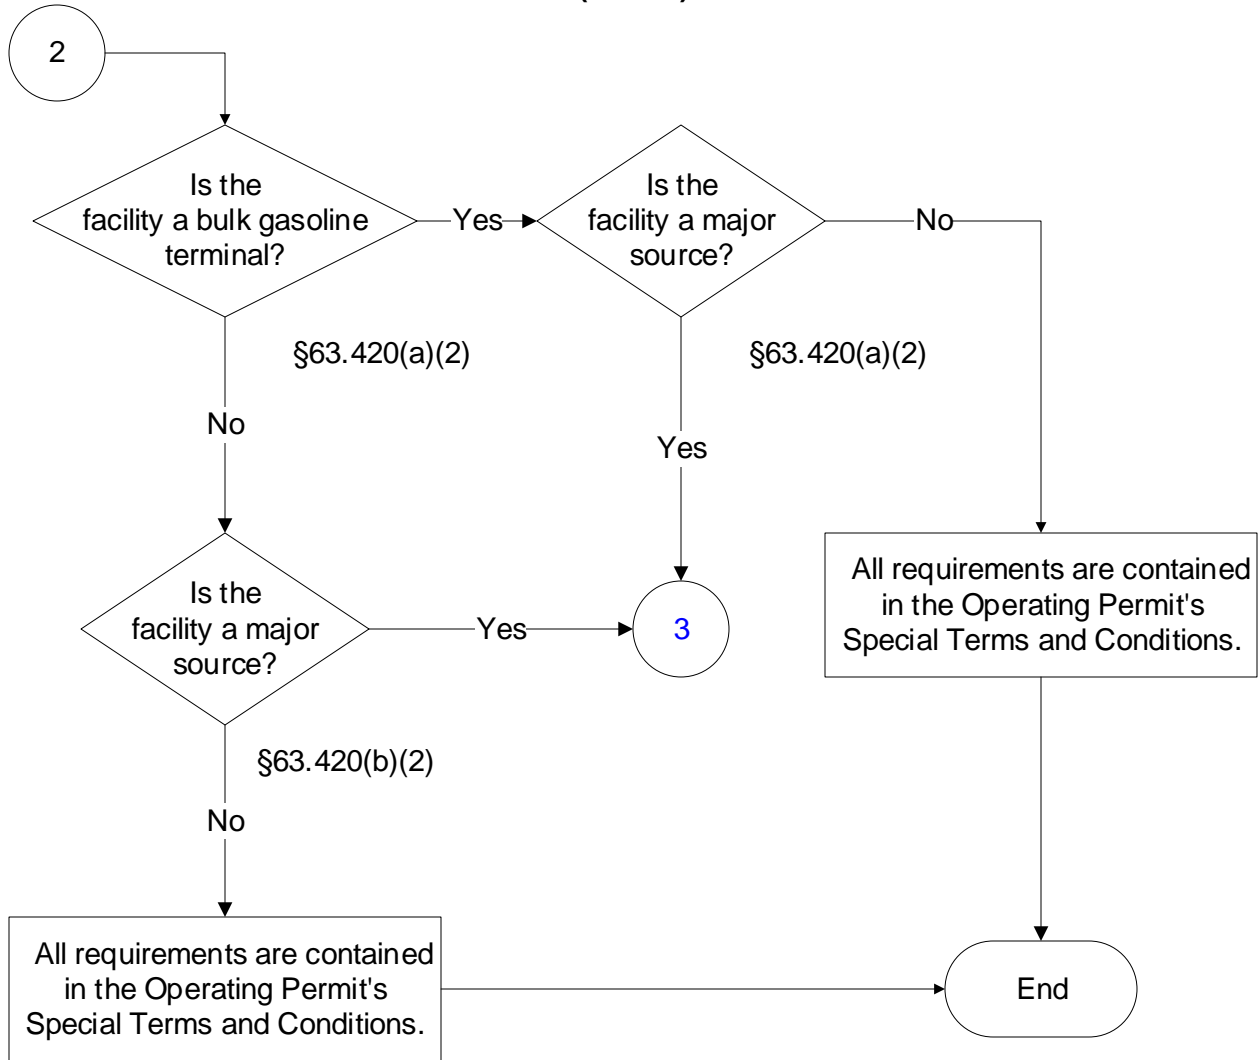 2
Is the
facility a bulk gasoline
terminal?
Yes
Is the
facility a major
source?
No
§63.420(a)(2)
§63.420(a)(2)
No
Yes
Is the
facility a major
source?
Yes
3
All requirements are contained
in the Operating Permit's
Special Terms and Conditions.
§63.420(b)(2)
No
All requirements are contained
in the Operating Permit's
Special Terms and Conditions.
End